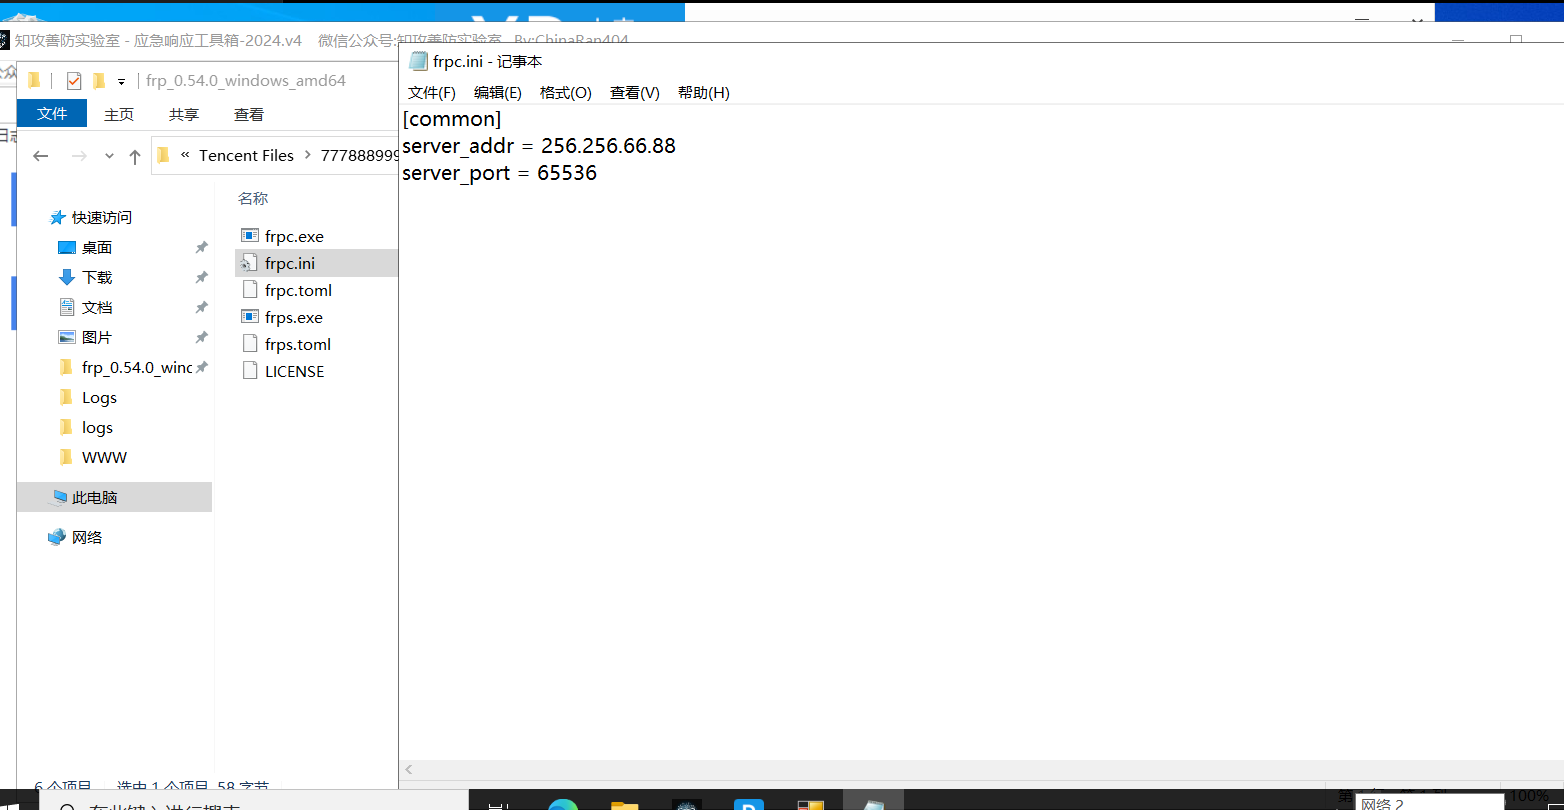 知攻善防实验室 - 应急响应工具箱-2024.v4 微信公众号:知攻善防实验室 By:ChinaRan404
frp_0.54.0_windows_amd64
文件 主页 共享 查看
« Tencent Files > 777888999
名称
快速访问
桌面
下载
文档
图片
frp_0.54.0_winc
Logs
logs
WWW
此电脑
网络
frpc.exe
frpc.ini
frpc.toml
frps.exe
frps.toml
LICENSE
6 个项目 选中 1 个项目 58 字节
frpc.ini - 记事本
文件(F) 编辑(E) 格式(O) 查看(V) 帮助(H)
[common]
server_addr = 256.256.66.88
server_port = 65536
100%
在此键入进行搜索
网络 2